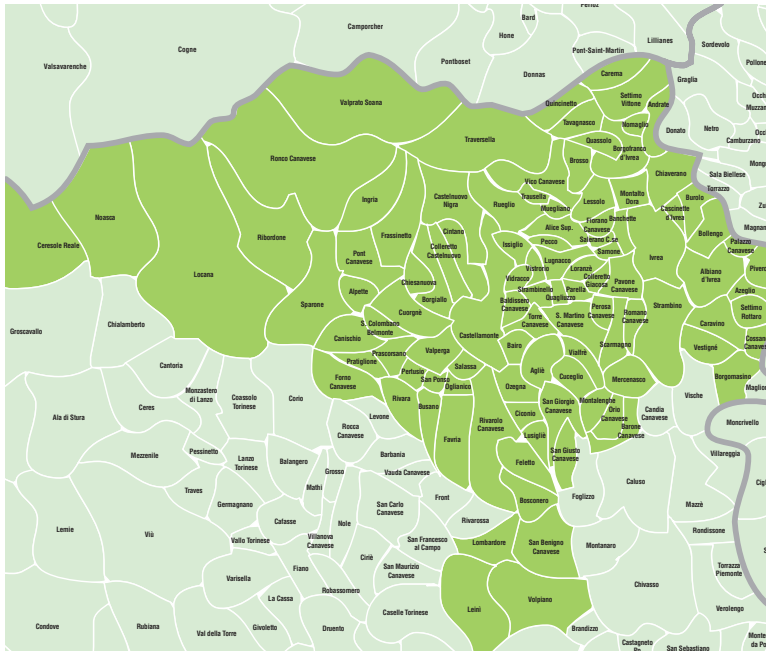 Perloz
Camporcher
Bard
Hone
Lillianes
Sordevolo
Cogne
Pont-Saint-Martin
Valsavarenche
Pontboset
Donnas
Carema
Graglia
Pollone
Valprato Soana
Quincinetto
Settimo
Vittone
Andrate
Tavagnasco
Nomaglio
Donato
Netro
Camburzano
Traversella
Quassolo
Borgofranco
d'Ivrea
Ronco Canavese
Brosso
Chiaverano
Sala Biellese
Torrazzo
Vico Canavese
Ingria
Castelnuovo
Nigra
Rueglio
Trausella
Meugliano
Lessolo
Montalto
Dora
Cascinette
d'Ivrea
Burolo
Noasca
Ribordone
Frassinetto
Cintano
Alice Sup.
Fiorano
Canavese
Banchette
Bollengo
Palazzo
Canavese
Ceresole Reale
Pont
Canavese
Colleretto
Castelnuovo
Issiglio
Pecco
Salerano C.se
Samone
Ivrea
Locana
Lugnacco
Vistrorio
Vidracco
Loranzè
Colleretto
Giacosa
Albiano
d'Ivrea
Chiesanuova
Strambinello
Quagliuzzo
Parella
Pavone
Canavese
Azeglio
Alpette
Borgiallo
Baldissero
Canavese
Sparone
Cuorgnè
Torre
Canavese
S. Martino
Canavese
Perosa
Canavese
Romano
Canavese
Strambino
Settimo
Rottaro
Groscavallo
Chialamberto
S. Colombano
Belmonte
Canischio
Castellamonte
Caravino
Vestignè
Prascorsano
Pratiglione
Valperga
Bairo
Vialfrè
Scarmagno
Cantoria
Forno
Canavese
Pertusio
San Ponso
Salassa
Oglianico
Agliè
Cuceglio
Mercenasco
Borgomasino
Monastero
di Lanzo
Coassolo
Torinese
Corio
Rivara
Busano
Ozegna
Vische
Ala di Stura
Ceres
Levone
Favria
Rivarolo
Canavese
Ciconio
San Giorgio
Canavese
Montalenghe
Orio
Canavese
Barone
Canavese
Candia
Canavese
Moncrivello
Rocca
Canavese
Lusigliè
San Giusto
Canavese
Mezzenile
Pessinetto
Lanzo
Torinese
Balangero
Barbania
Vauda Canavese
Feletto
Villareggia
Grosso
Mathi
Caluso
Traves
Germagnano
Front
Bosconero
Foglizzo
Mazzè
San Carlo
Canavese
Cafasse
Nole
Rivarossa
Lemie
Viù
Vallo Torinese
Villanova
Canavese
San Francesco
al Campo
Lombardore
San Benigno
Canavese
Montanaro
Rondissone
Ciriè
Fiano
Varisella
San Maurizio
Canavese
Torrazza
Piemonte
Robassomero
Chivasso
La Cassa
Volpiano
Leinì
Caselle Torinese
Verolengo
Condove
Rubiana
Val della Torre
Givoletto
Druento
Brandizzo
Castagneto
Po
San Sebastiano